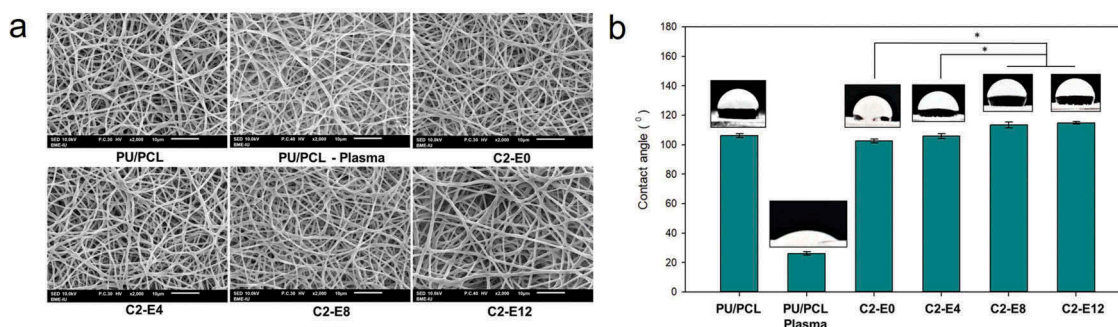 a
SED 10.0kV P.C.30 HV x2,000 10µm
BME-IU
SED 10.0kV P.C.40 HV x2,000 10µm
BME-IU
SED 10.0kV P.C.30 HV x2,000 10µm
BME-IU
PU/PCL
PU/PCL - Plasma
C2-E0
SED 10.0kV P.C.30 HV x2,000 10µm
BME-IU
SED 10.0kV P.C.30 HV x2,000 10µm
BME-IU
SED 10.0kV P.C.30 HV x2,000 10µm
BME-IU
C2-E4
C2-E8
C2-E12
b
Contact angle ( 0 )
180
160
140
120
100
80
60
40
20
0
*
*
PU/PCL
PU/PCL
Plasma
C2-E0
C2-E4
C2-E8
C2-E12